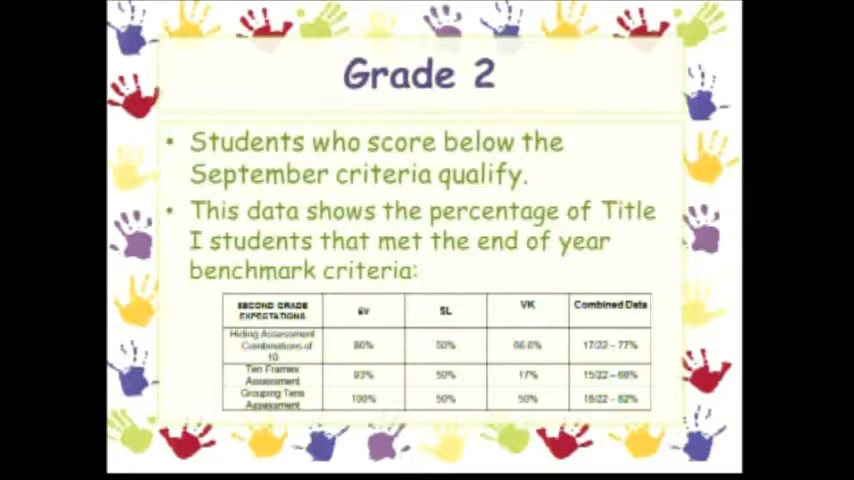 Grade 2
• Students who score below the
September criteria qualify.
• This data shows the percentage of Title
I students that met the end of year
benchmark criteria:
SECOND GRADE
EXPECTATIONS
SL
VK
Combined Data
Hiding Assessment
Combinations of
10
50%
66.6%
17/22 - 77%
Ten Frames
Assessment
93%
50%
17%
15/22 - 68%
Grouping Tens
Assessment
100%
50%
50%
18/22 - 82%